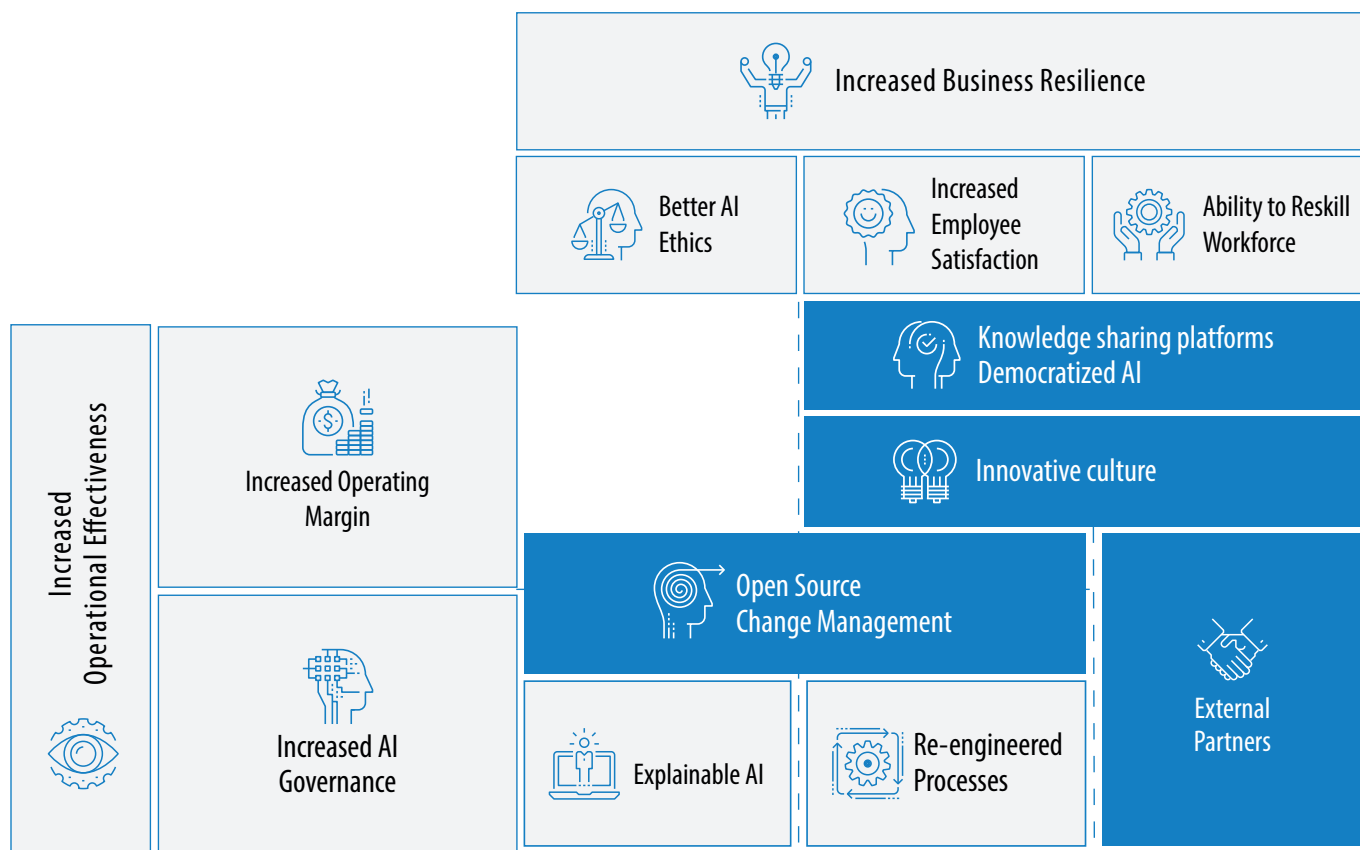 Increased Business Resilience
Better AI
Ethics
Increased
Employee
Satisfaction
Ability to Reskill
Workforce
Knowledge sharing platforms
Democratized AI
Innovative culture
Increased
Operational Effectiveness
Increased Operating
Margin
Open Source
Change Management
Increased AI
Governance
Explainable AI
Re-engineered
Processes
External
Partners